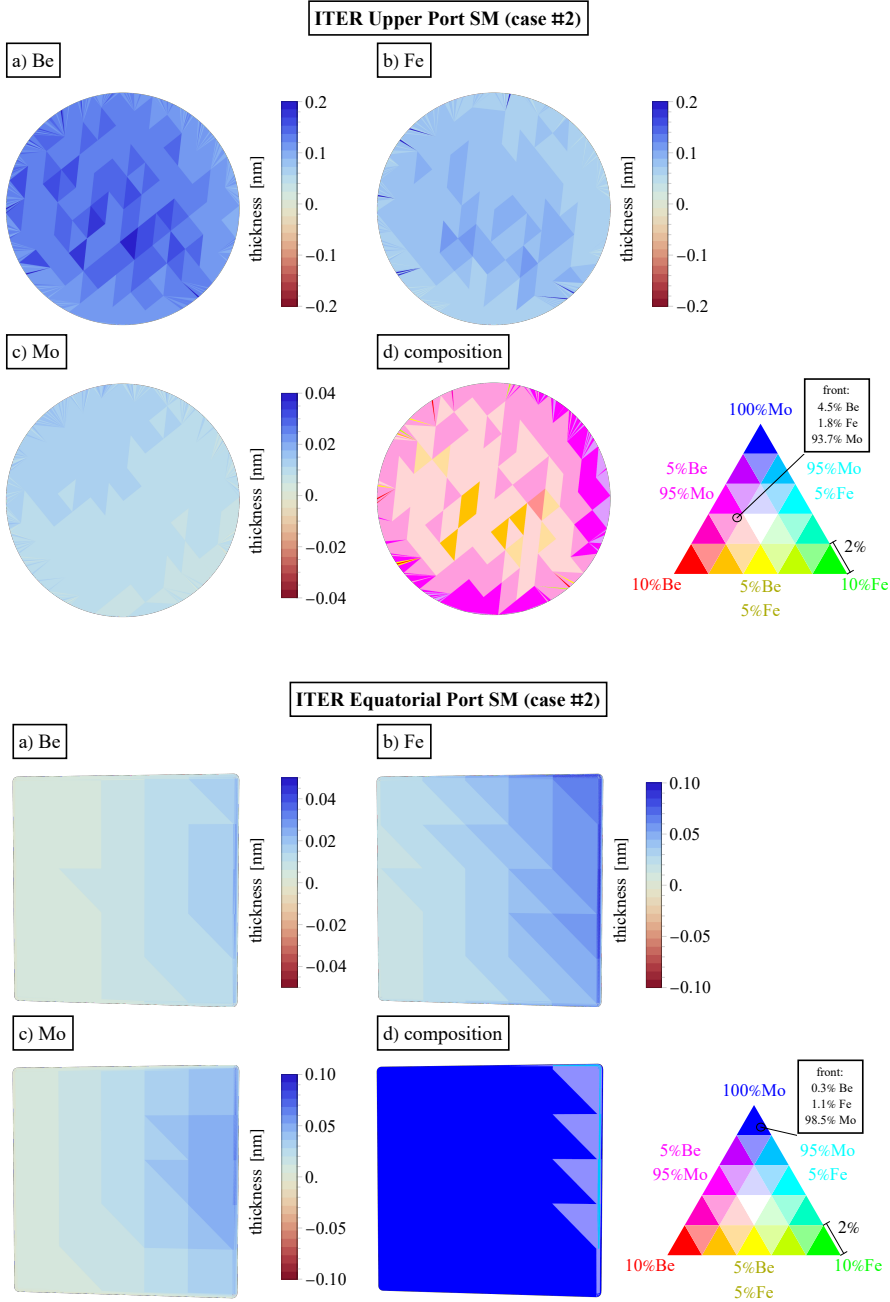 ITER Upper Port SM (case #2)
a) Be
b) Fe
0.2
0.1
0.
−0.1
−0.2
thickness [nm]
0.2
0.1
0.
−0.1
−0.2
thickness [nm]
c) Mo
d) composition
0.04
0.02
0.
−0.02
−0.04
thickness [nm]
front:
4.5% Be
1.8% Fe
93.7% Mo
100%Mo
5%Be
95%Mo
95%Mo
5%Fe
2%
10%Be
5%Be
5%Fe
10%Fe
ITER Equatorial Port SM (case #2)
a) Be
b) Fe
0.04
0.02
0.
−0.02
−0.04
thickness [nm]
0.10
0.05
0.
−0.05
−0.10
thickness [nm]
c) Mo
d) composition
0.10
0.05
0.
−0.05
−0.10
thickness [nm]
front:
0.3% Be
1.1% Fe
98.5% Mo
100%Mo
5%Be
95%Mo
95%Mo
5%Fe
2%
10%Be
5%Be
5%Fe
10%Fe